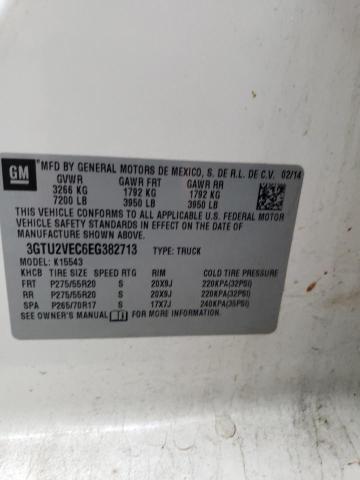 GM
MFD BY GENERAL MOTORS DE MEXICO, S. DE R.L. DE C.V. 02/14
GVWR GAWR FRT GAWR RR
3266 KG 1792 KG 1792 KG
7200 LB 3950 LB 3950 LB
THIS VEHICLE CONFORMS TO ALL APPLICABLE U.S. FEDERAL MOTOR
VEHICLE SAFETY AND THEFT PREVENTION STANDARDS IN EFFECT ON
THE DATE OF MANUFACTURE SHOWN ABOVE.
3GTU2VEC6EG382713 TYPE: TRUCK
MODEL: K15543
KHCB TIRE SIZE SPEED RTG RIM COLD TIRE PRESSURE
FRT P275/55R20 S 20X9J 220KPA(32PSI)
RR P275/55R20 S 20X9J 220KPA(32PSI)
SPA P265/70R17 S 17X7J 240KPA(35PSI)
SEE OWNER'S MANUAL FOR MORE INFORMATION.